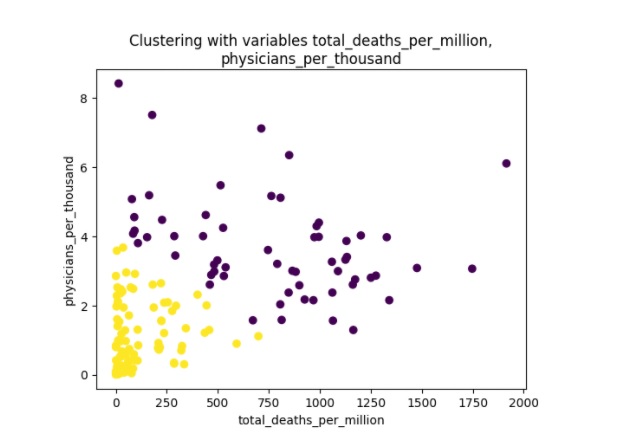 Clustering with variables total_deaths_per_million,
physicians_per_thousand
8
6
4
2
0
physicians_per_thousand
0 250 500 750 1000 1250 1500 1750 2000
total_deaths_per_million